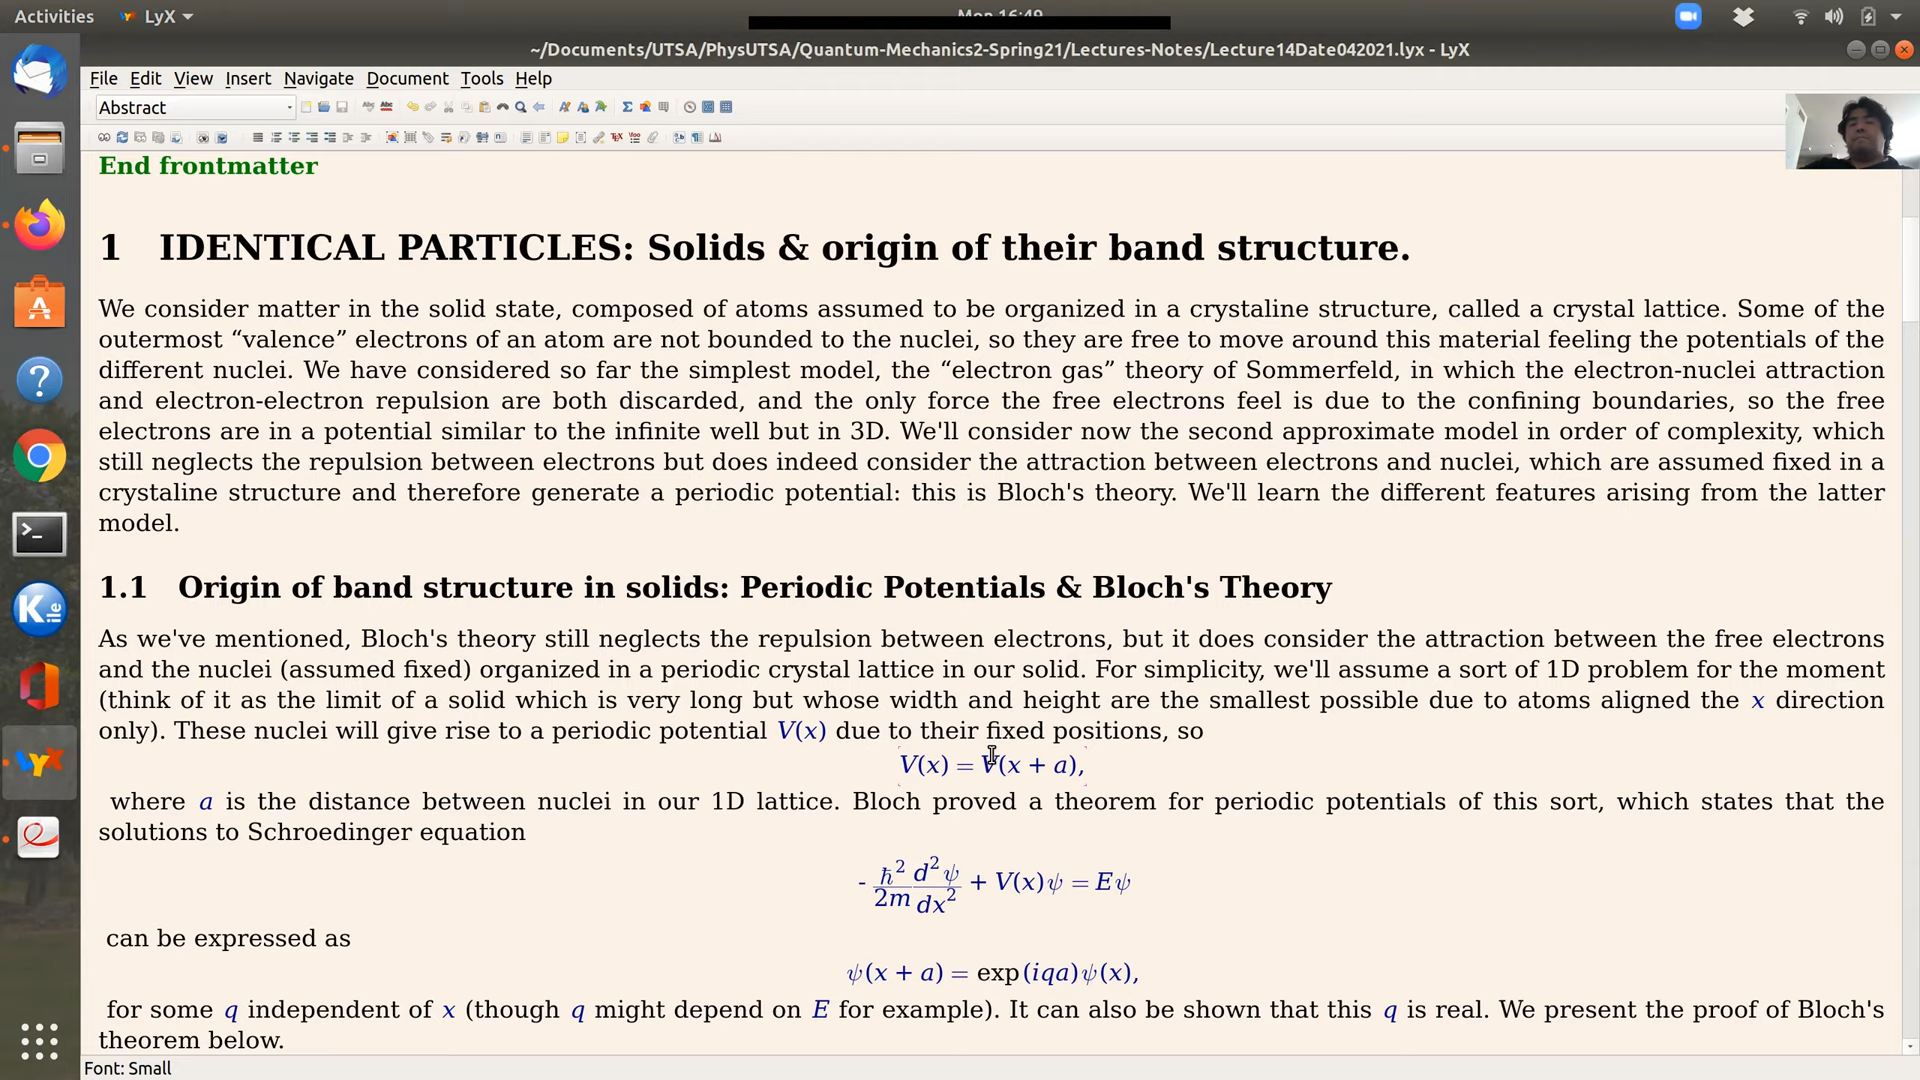 Activities LyX Mon 16:49
~/Documents/UTSA/PhysUTSA/Quantum-Mechanics2-Spring21/Lectures-Notes/Lecture14Date042021.lyx - LyX
File Edit View Insert Navigate Document Tools Help
Abstract
End frontmatter
1 IDENTICAL PARTICLES: Solids & origin of their band structure.
We consider matter in the solid state, composed of atoms assumed to be organized in a crystaline structure, called a crystal lattice. Some of the
outermost “valence” electrons of an atom are not bounded to the nuclei, so they are free to move around this material feeling the potentials of the
different nuclei. We have considered so far the simplest model, the “electron gas” theory of Sommerfeld, in which the electron-nuclei attraction
and electron-electron repulsion are both discarded, and the only force the free electrons feel is due to the confining boundaries, so the free
electrons are in a potential similar to the infinite well but in 3D. We'll consider now the second approximate model in order of complexity, which
still neglects the repulsion between electrons but does indeed consider the attraction between electrons and nuclei, which are assumed fixed in a
crystaline structure and therefore generate a periodic potential: this is Bloch's theory. We'll learn the different features arising from the latter
model.
1.1 Origin of band structure in solids: Periodic Potentials & Bloch's Theory
As we've mentioned, Bloch's theory still neglects the repulsion between electrons, but it does consider the attraction between the free electrons
and the nuclei (assumed fixed) organized in a periodic crystal lattice in our solid. For simplicity, we'll assume a sort of 1D problem for the moment
(think of it as the limit of a solid which is very long but whose width and height are the smallest possible due to atoms aligned the x direction
only). These nuclei will give rise to a periodic potential V(x) due to their fixed positions, so
V(x) = V(x + a),
where a is the distance between nuclei in our 1D lattice. Bloch proved a theorem for periodic potentials of this sort, which states that the
solutions to Schroedinger equation
- ħ²/2m d²ψ/dx² + V(x)ψ = Eψ
can be expressed as
ψ(x + a) = exp(iqa)ψ(x),
for some q independent of x (though q might depend on E for example). It can also be shown that this q is real. We present the proof of Bloch's
theorem below.
Font: Small